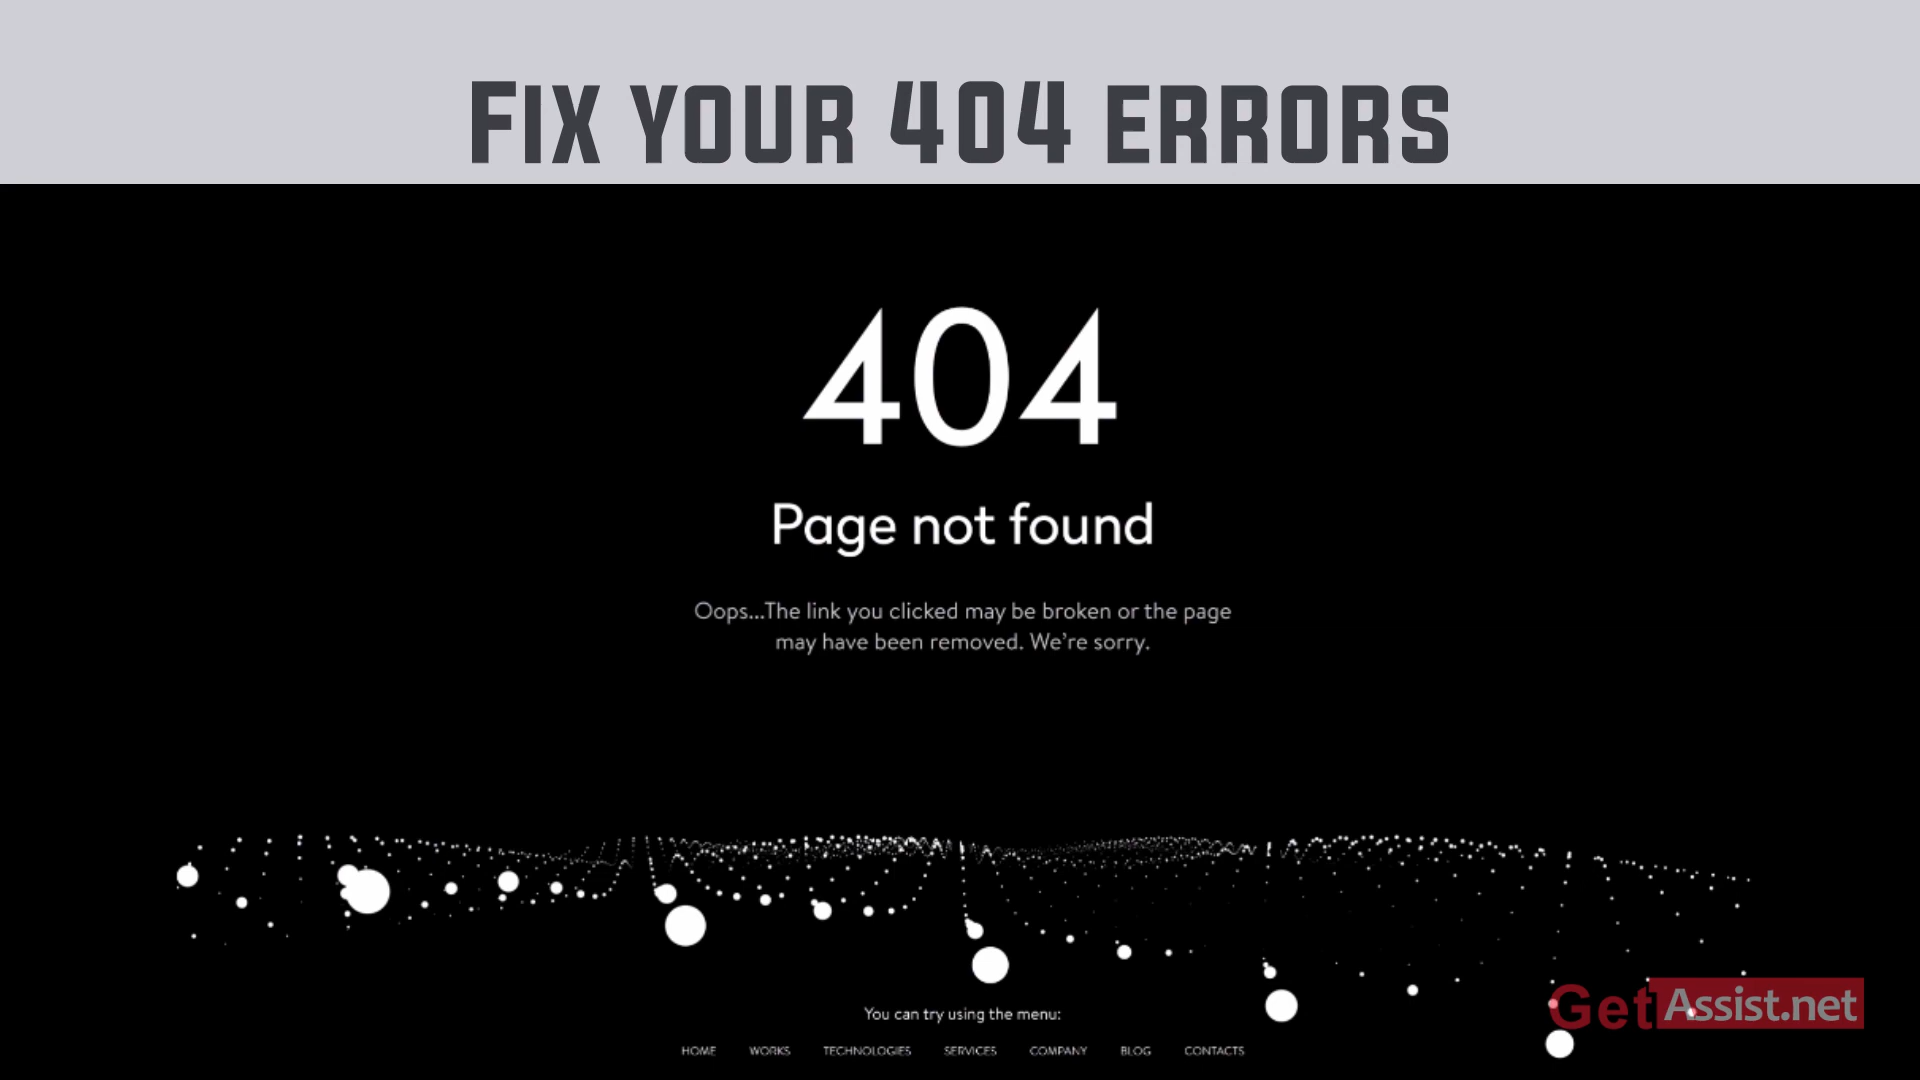 Fix your 404 errors
404
Page not found
Oops...The link you clicked may be broken or the page
may have been removed. We're sorry.
You can try using the menu:
HOME WORKS TECHNOLOGIES SERVICES COMPANY BLOG CONTACTS
GetAssist.net